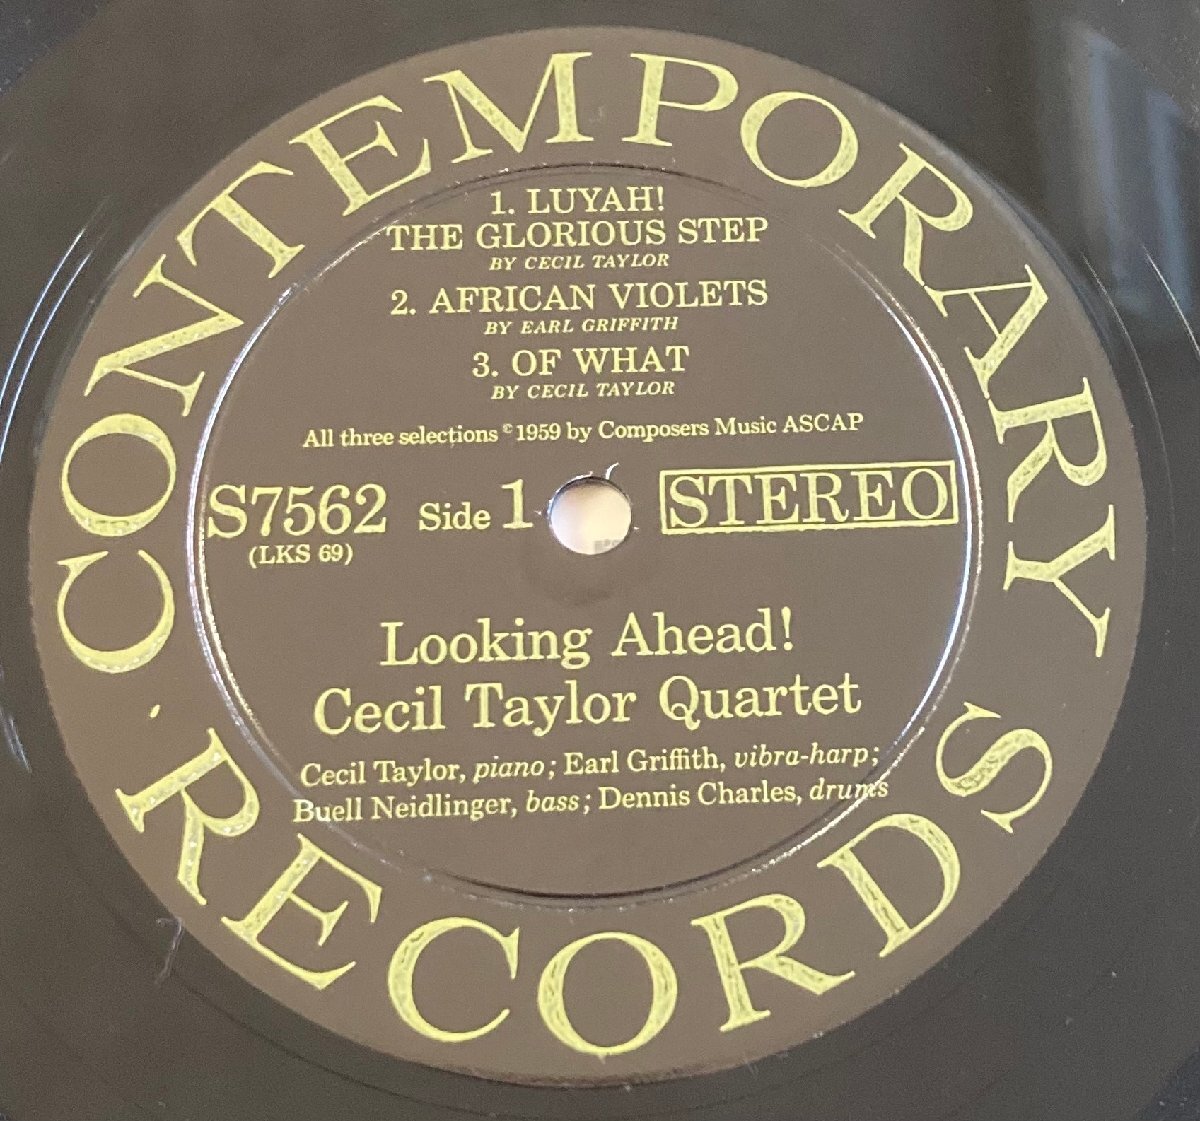 CONTEMPORARY
1. LUYAH!
THE GLORIOUS STEP
BY CECIL TAYLOR
2. AFRICAN VIOLETS
BY EARL GRIFFITH
3. OF WHAT
BY CECIL TAYLOR
All three selections ©1959 by Composers Music ASCAP
S7562 Side 1 STEREO
(LKS 69)
Looking Ahead!
Cecil Taylor Quartet
Cecil Taylor, piano; Earl Griffith, vibra-harp;
Buell Neidlinger, bass; Dennis Charles, drums
· RECORDS